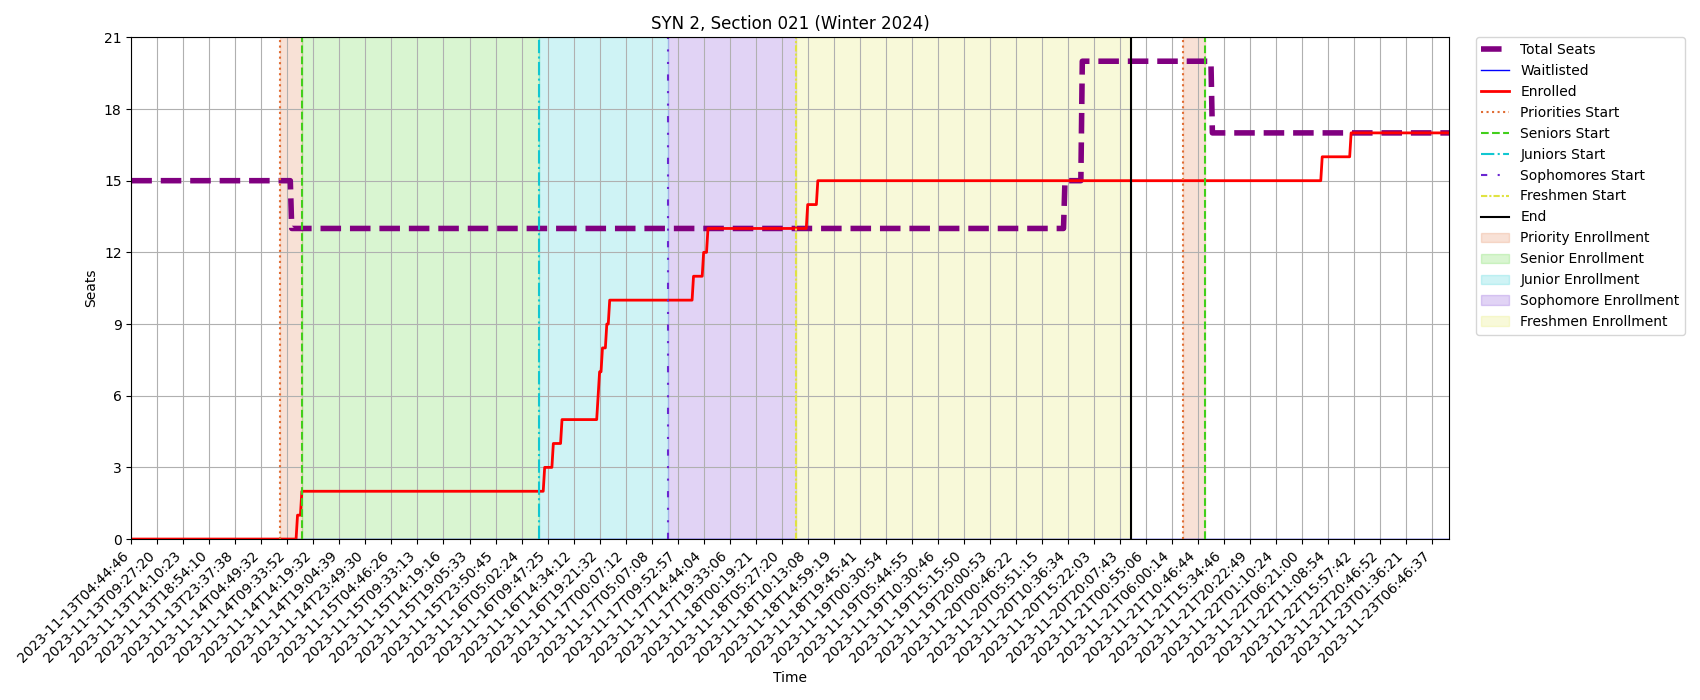 SYN 2, Section 021 (Winter 2024)
21
18
15
12
9
6
3
0
Seats
2023-11-13T04:44:46
2023-11-13T09:27:20
2023-11-13T14:10:23
2023-11-13T18:54:10
2023-11-13T23:37:38
2023-11-14T04:49:32
2023-11-14T09:33:52
2023-11-14T14:19:32
2023-11-14T19:04:39
2023-11-14T23:49:30
2023-11-15T04:46:26
2023-11-15T09:33:13
2023-11-15T14:19:16
2023-11-15T19:05:33
2023-11-15T23:50:45
2023-11-16T05:02:24
2023-11-16T09:47:25
2023-11-16T14:34:12
2023-11-16T19:21:32
2023-11-17T00:07:12
2023-11-17T05:07:08
2023-11-17T09:52:57
2023-11-17T14:44:04
2023-11-17T19:33:06
2023-11-18T00:19:21
2023-11-18T05:27:20
2023-11-18T10:13:08
2023-11-18T14:59:19
2023-11-18T19:45:41
2023-11-19T00:30:54
2023-11-19T05:44:55
2023-11-19T10:30:46
2023-11-19T15:15:50
2023-11-19T20:00:53
2023-11-20T00:46:22
2023-11-20T05:51:15
2023-11-20T10:36:34
2023-11-20T15:22:03
2023-11-20T20:07:43
2023-11-21T00:55:06
2023-11-21T06:00:14
2023-11-21T10:46:44
2023-11-21T15:34:46
2023-11-21T20:22:49
2023-11-22T01:10:24
2023-11-22T06:21:00
2023-11-22T11:08:54
2023-11-22T15:57:42
2023-11-22T20:46:52
2023-11-23T01:36:21
2023-11-23T06:46:37
Time
Total Seats
Waitlisted
Enrolled
Priorities Start
Seniors Start
Juniors Start
Sophomores Start
Freshmen Start
End
Priority Enrollment
Senior Enrollment
Junior Enrollment
Sophomore Enrollment
Freshmen Enrollment